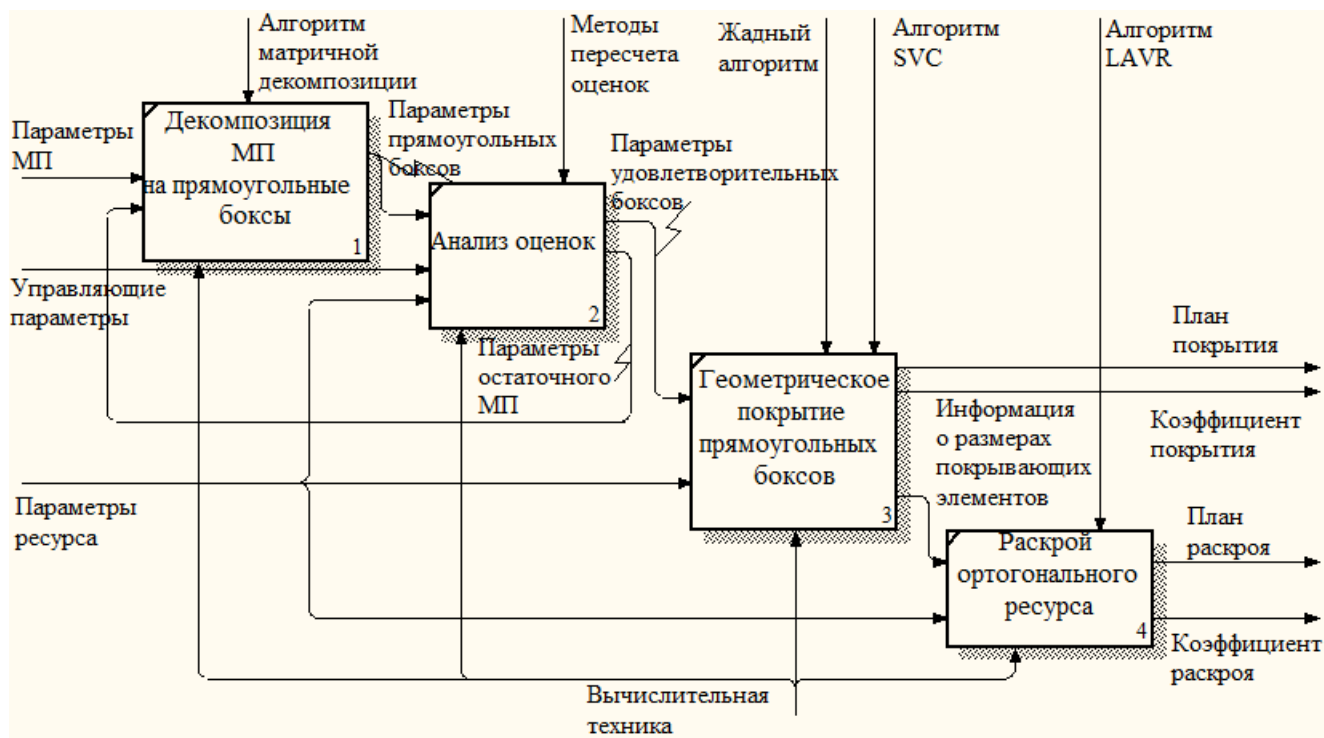 Алгоритм
матричной
декомпозиции
Методы
пересчета
оценок
Жадный
алгоритм
Алгоритм
SVC
Алгоритм
LAVR
Параметры
МП
Декомпозиция
МП
на прямоугольные
боксы
1
Параметры
прямоугольных
боксов
Параметры
удовлетворительных
боксов
Анализ оценок
2
Управляющие
параметры
Параметры
остаточного
МП
Геометрическое
покрытие
прямоугольных
боксов
3
План
покрытия
Коэффициент
покрытия
Информация
о размерах
покрывающих
элементов
Параметры
ресурса
Раскрой
ортогонального
ресурса
4
План
раскроя
Коэффициент
раскроя
Вычислительная
техника